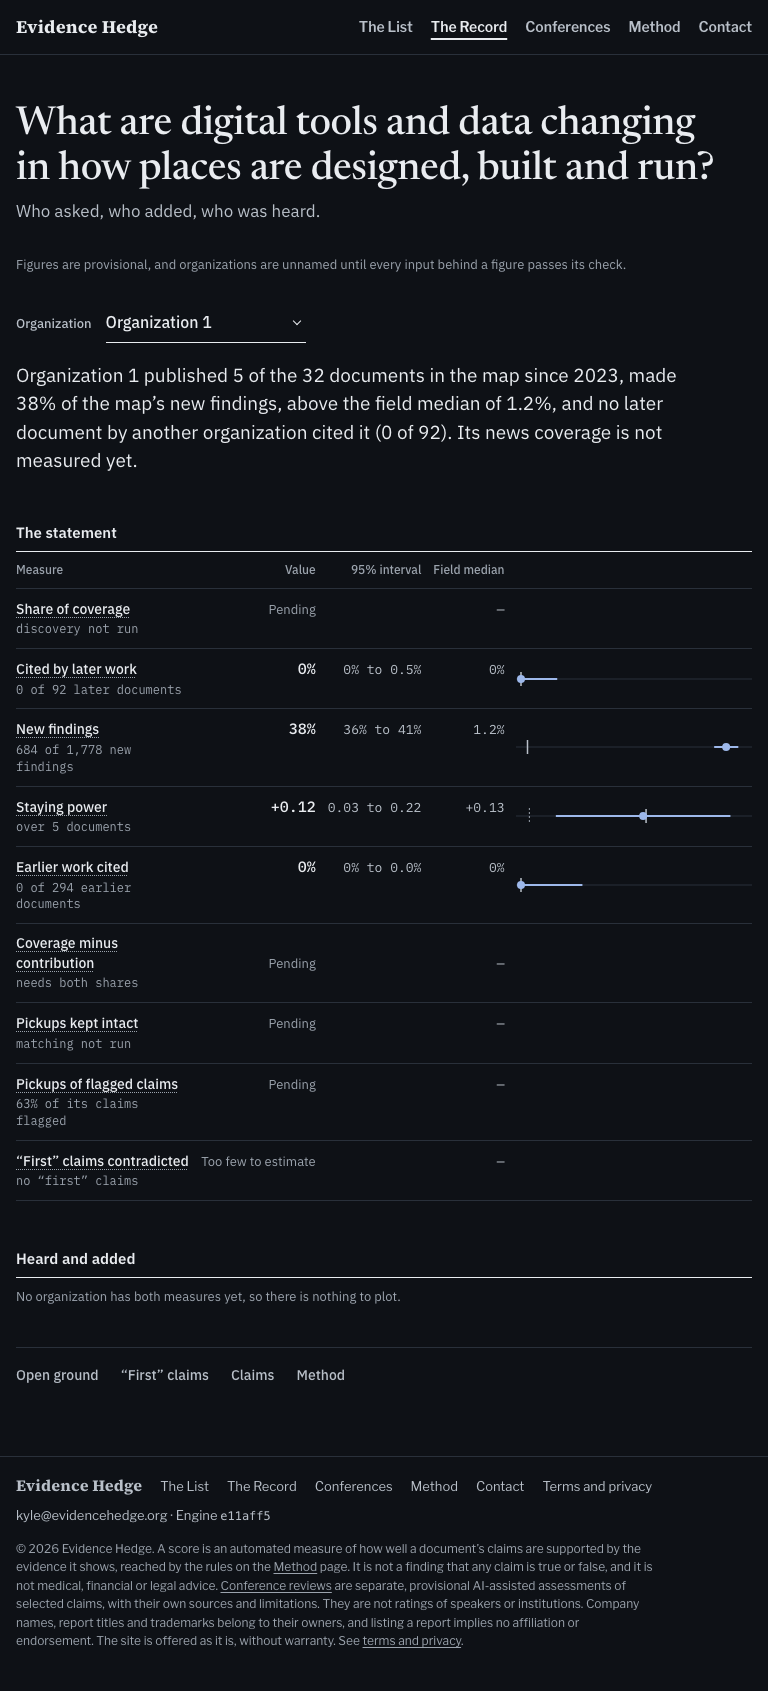 Evidence Hedge
The List
The Record
Conferences
Method
Contact
What are digital tools and data changing
in how places are designed, built and run?
Who asked, who added, who was heard.
Figures are provisional, and organizations are unnamed until every input behind a figure passes its check.
Organization
Organization 1
Organization 1 published 5 of the 32 documents in the map since 2023, made
38% of the map’s new findings, above the field median of 1.2%, and no later
document by another organization cited it (0 of 92). Its news coverage is not
measured yet.
The statement
Measure Value 95% interval Field median
Share of coverage Pending —
discovery not run
Cited by later work 0% 0% to 0.5% 0%
0 of 92 later documents
New findings 38% 36% to 41% 1.2%
684 of 1,778 new
findings
Staying power +0.12 0.03 to 0.22 +0.13
over 5 documents
Earlier work cited 0% 0% to 0.0% 0%
0 of 294 earlier
documents
Coverage minus
contribution Pending —
needs both shares
Pickups kept intact Pending —
matching not run
Pickups of flagged claims Pending —
63% of its claims
flagged
“First” claims contradicted Too few to estimate —
no “first” claims
Heard and added
No organization has both measures yet, so there is nothing to plot.
Open ground “First” claims Claims Method
Evidence Hedge The List The Record Conferences Method Contact Terms and privacy
kyle@evidencehedge.org · Engine e11aff5
© 2026 Evidence Hedge. A score is an automated measure of how well a document’s claims are supported by the
evidence it shows, reached by the rules on the Method page. It is not a finding that any claim is true or false, and it is
not medical, financial or legal advice. Conference reviews are separate, provisional AI-assisted assessments of
selected claims, with their own sources and limitations. They are not ratings of speakers or institutions. Company
names, report titles and trademarks belong to their owners, and listing a report implies no affiliation or
endorsement. The site is offered as it is, without warranty. See terms and privacy.